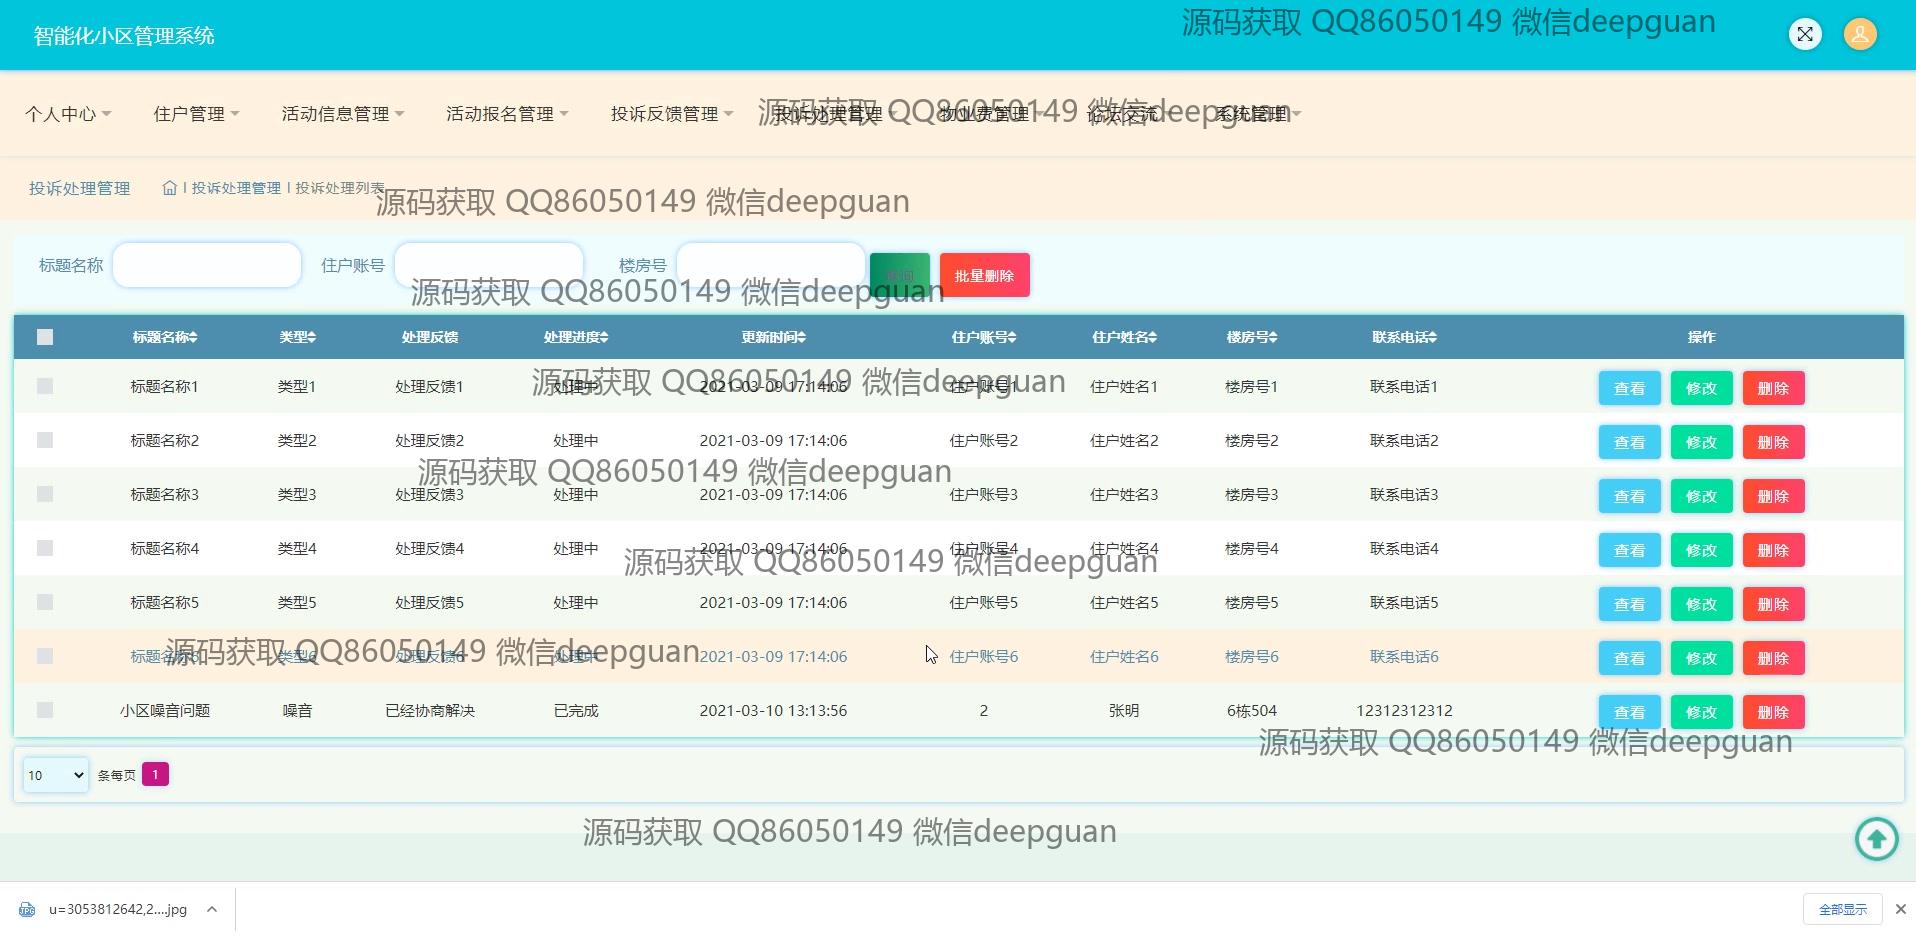 智能化小区管理系统
源码获取 QQ86050149 微信deepguan
个人中心 住户管理 活动信息管理 活动报名管理 投诉反馈管理 投诉处理管理 物业费管理 论坛交流 系统管理
源码获取 QQ86050149 微信deepguan
投诉处理管理 | 投诉处理管理 | 投诉处理列表
源码获取 QQ86050149 微信deepguan
标题名称 住户账号 楼房号 查询 批量删除
源码获取 QQ86050149 微信deepguan
标题名称 类型 处理反馈 处理进度 更新时间 住户账号 住户姓名 楼房号 联系电话 操作
标题名称1 类型1 处理反馈1 处理中 2021-03-09 17:14:06 住户账号1 住户姓名1 楼房号1 联系电话1 查看 修改 删除
源码获取 QQ86050149 微信deepguan
标题名称2 类型2 处理反馈2 处理中 2021-03-09 17:14:06 住户账号2 住户姓名2 楼房号2 联系电话2 查看 修改 删除
源码获取 QQ86050149 微信deepguan
标题名称3 类型3 处理反馈3 处理中 2021-03-09 17:14:06 住户账号3 住户姓名3 楼房号3 联系电话3 查看 修改 删除
标题名称4 类型4 处理反馈4 处理中 2021-03-09 17:14:06 住户账号4 住户姓名4 楼房号4 联系电话4 查看 修改 删除
源码获取 QQ86050149 微信deepguan
标题名称5 类型5 处理反馈5 处理中 2021-03-09 17:14:06 住户账号5 住户姓名5 楼房号5 联系电话5 查看 修改 删除
源码获取 QQ86050149 微信deepguan
标题名称6 类型6 处理反馈6 处理中 2021-03-09 17:14:06 住户账号6 住户姓名6 楼房号6 联系电话6 查看 修改 删除
小区噪音问题 噪音 已经协商解决 已完成 2021-03-10 13:13:56 2 张明 6栋504 12312312312 查看 修改 删除
源码获取 QQ86050149 微信deepguan
10 条每页 1
源码获取 QQ86050149 微信deepguan
JPG u=3053812642,2....jpg 全部显示